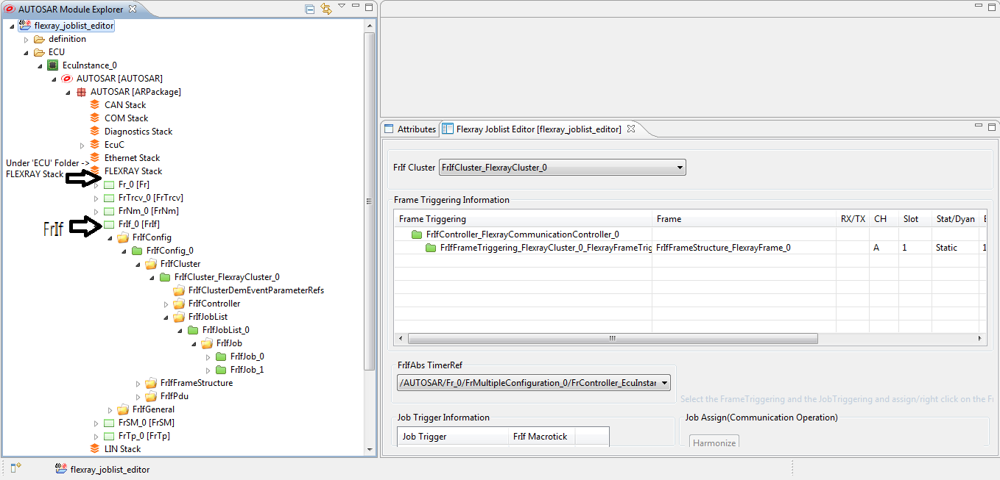 AUTOSAR Module Explorer
flexray_joblist_editor
definition
ECU
EcuInstance_0
AUTOSAR [AUTOSAR]
AUTOSAR [ARPackage]
CAN Stack
COM Stack
Diagnostics Stack
EcuC
Ethernet Stack
Under 'ECU' Folder ->
FLEXRAY Stack
FLEXRAY Stack
Fr_0 [Fr]
FrTrcv_0 [FrTrcv]
FrNm_0 [FrNm]
FrIf
FrIf_0 [FrIf]
FrIfConfig
FrIfConfig_0
FrIfCluster
FrIfCluster_FlexrayCluster_0
FrIfClusterDemEventParameterRefs
FrIfController
FrIfJobList
FrIfJobList_0
FrIfJob
FrIfJob_0
FrIfJob_1
FrIfFrameStructure
FrIfPdu
FrIfGeneral
FrSM_0 [FrSM]
FrTp_0 [FrTp]
LIN Stack
flexray_joblist_editor
Attributes
Flexray Joblist Editor [flexray_joblist_editor]
FrIf Cluster
FrIfCluster_FlexrayCluster_0
Frame Triggering Information
Frame Triggering Frame RX/TX CH Slot Stat/Dyan
FrIfController_FlexrayCommunicationController_0
FrIfFrameTriggering_FlexrayCluster_0_FlexrayFrameTrig FrIfFrameStructure_FlexrayFrame_0 A 1 Static 1
FrIfAbs TimerRef
/AUTOSAR/Fr_0/FrMultipleConfiguration_0/FrController_EcuInstar
Select the FrameTriggering and the JobTriggering and assign/right click on the F
Job Trigger Information
Job Trigger FrIf Macrotick
Job Assign(Communication Operation)
Harmonize